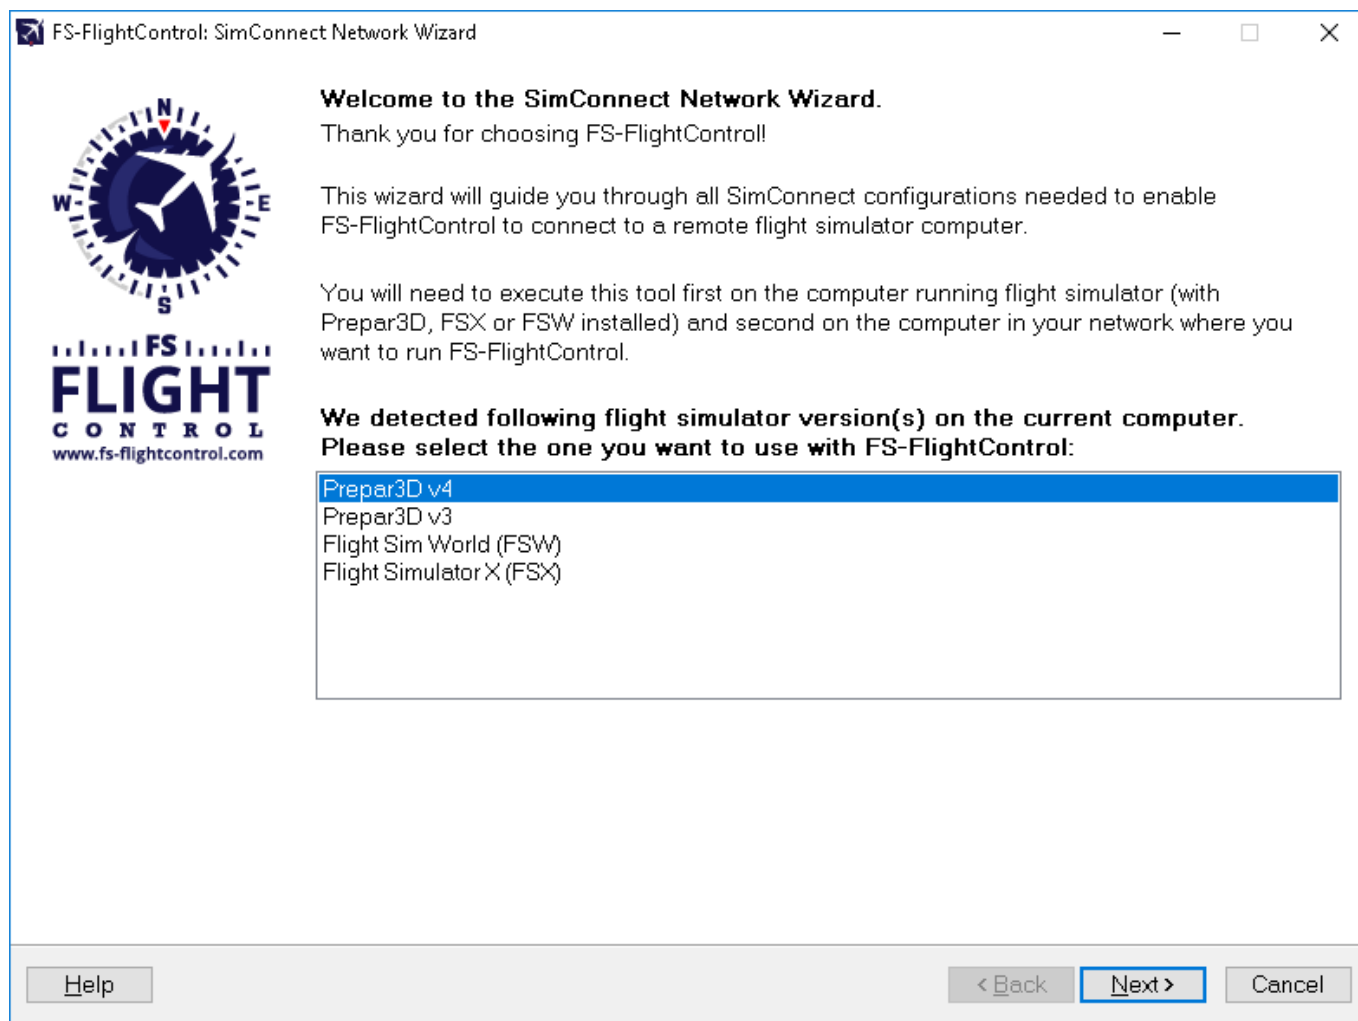 FS-FlightControl: SimConnect Network Wizard
N
W
E
S
FS
FLIGHT
CONTROL
www.fs-flightcontrol.com
Welcome to the SimConnect Network Wizard.
Thank you for choosing FS-FlightControl!
This wizard will guide you through all SimConnect configurations needed to enable
FS-FlightControl to connect to a remote flight simulator computer.
You will need to execute this tool first on the computer running flight simulator (with
Prepar3D, FSX or FSW installed) and second on the computer in your network where you
want to run FS-FlightControl.
We detected following flight simulator version(s) on the current computer.
Please select the one you want to use with FS-FlightControl:
Prepar3D v4
Prepar3D v3
Flight Sim World (FSW)
Flight Simulator X (FSX)
Help
< Back
Next >
Cancel